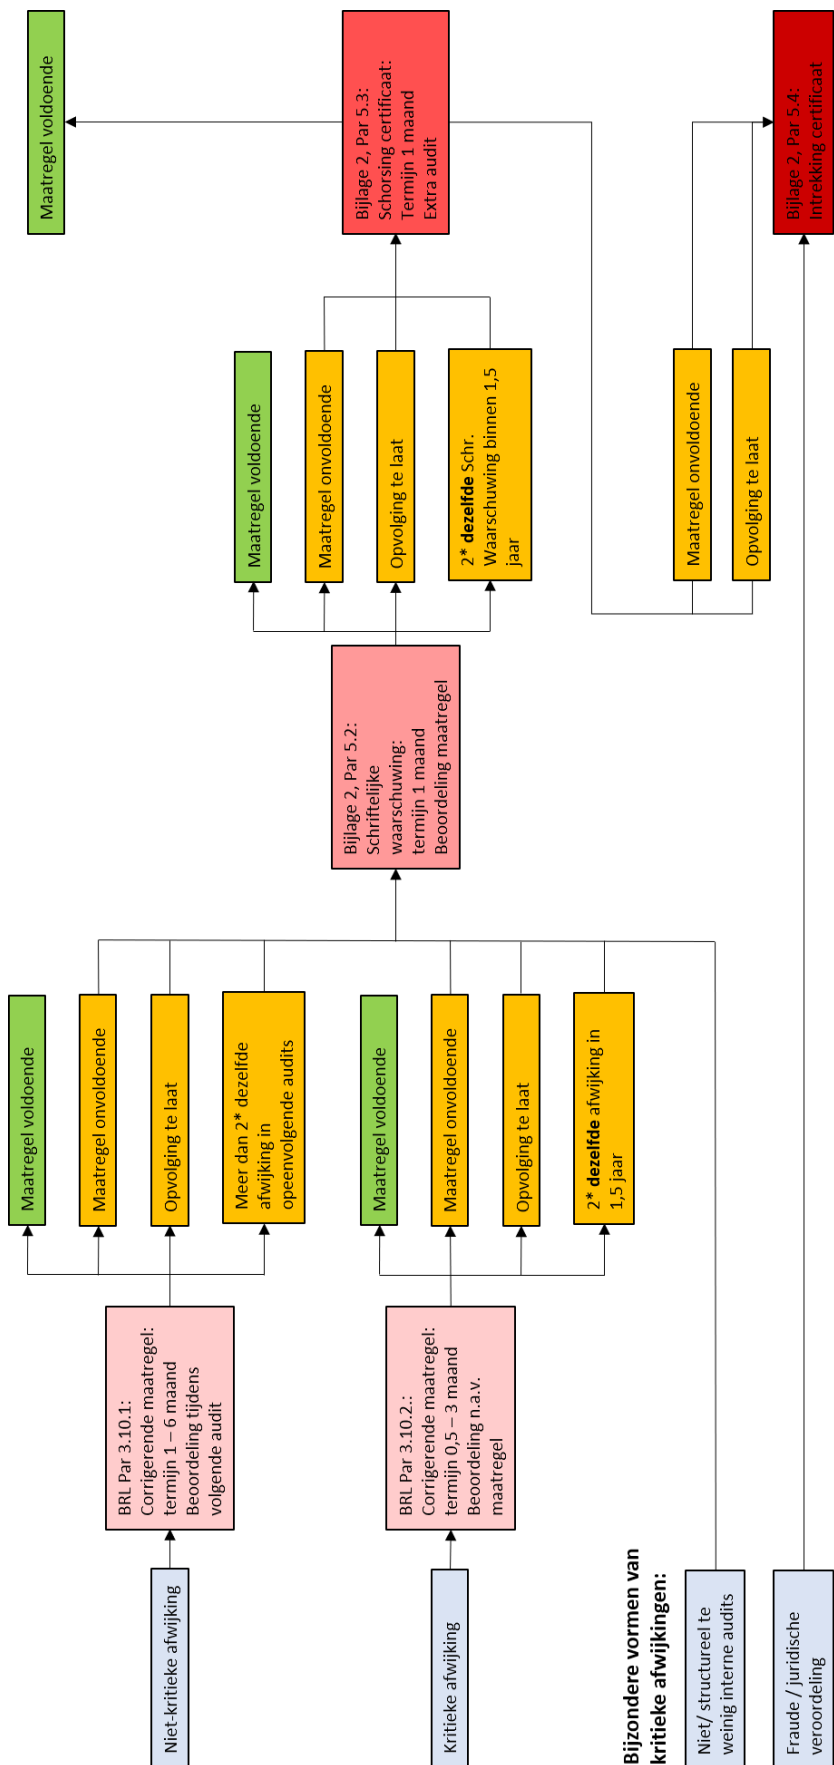 Niet-kritieke afwijking
BRL Par 3.10.1:
Corrigerende maatregel:
termijn 1 – 6 maand
Beoordeling tijdens
volgende audit
Maatregel voldoende
Maatregel onvoldoende
Opvolging te laat
Meer dan 2* dezelfde
afwijking in
opeenvolgende audits
Kritieke afwijking
BRL Par 3.10.2.:
Corrigerende maatregel:
termijn 0,5 – 3 maand
Beoordeling n.a.v.
maatregel
Maatregel voldoende
Maatregel onvoldoende
Opvolging te laat
2* dezelfde afwijking in
1,5 jaar
Bijzondere vormen van
kritieke afwijkingen:
Niet/ structureel te
weinig interne audits
Fraude / juridische
veroordeling
Bijlage 2, Par 5.2:
Schriftelijke
waarschuwing:
termijn 1 maand
Beoordeling maatregel
Maatregel voldoende
Maatregel onvoldoende
Opvolging te laat
2* dezelfde Schr.
Waarschuwing binnen 1,5
jaar
Bijlage 2, Par 5.3:
Schorsing certificaat:
Termijn 1 maand
Extra audit
Maatregel voldoende
Maatregel onvoldoende
Opvolging te laat
Bijlage 2, Par 5.4:
Intrekking certificaat